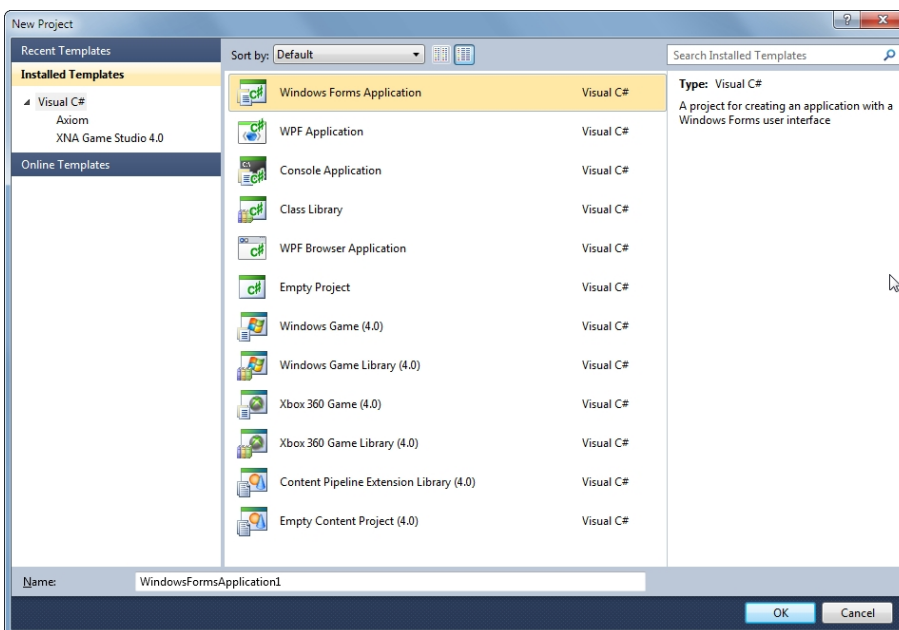 New Project
Recent Templates
Installed Templates
Visual C#
Axiom
XNA Game Studio 4.0
Online Templates
Sort by: Default
Search Installed Templates
Windows Forms Application Visual C#
WPF Application Visual C#
Console Application Visual C#
Class Library Visual C#
WPF Browser Application Visual C#
Empty Project Visual C#
Windows Game (4.0) Visual C#
Windows Game Library (4.0) Visual C#
Xbox 360 Game (4.0) Visual C#
Xbox 360 Game Library (4.0) Visual C#
Content Pipeline Extension Library (4.0) Visual C#
Empty Content Project (4.0) Visual C#
Type: Visual C#
A project for creating an application with a
Windows Forms user interface
Name: WindowsFormsApplication1
OK Cancel